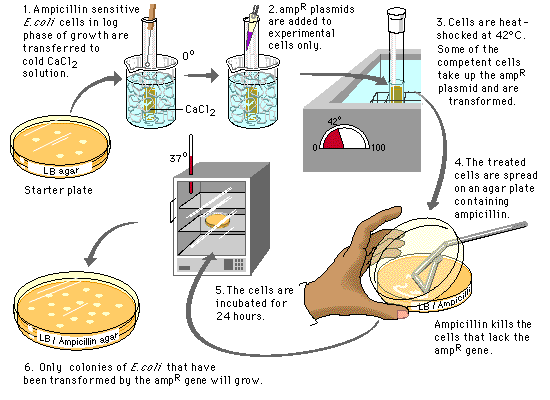 1. Ampicillin sensitive
E.coli cells in log
phase of growth are
transferred to
cold CaCl2
solution.
0°
CaCl2
2. ampR plasmids
are added to
experimental
cells only.
3. Cells are heat-
shocked at 42°C.
Some of the
competent cells
take up the ampR
plasmid and are
transformed.
42°
0
100
LB agar
Starter plate
4. The treated
cells are spread
on an agar plate
containing
ampicillin.
37°
LB / Ampicilli
5. The cells are
incubated for
24 hours.
Ampicillin kills the
cells that lack the
ampR gene.
LB / Ampicillin agar
6. Only colonies of E.coli that have
been transformed by the ampR gene will grow.